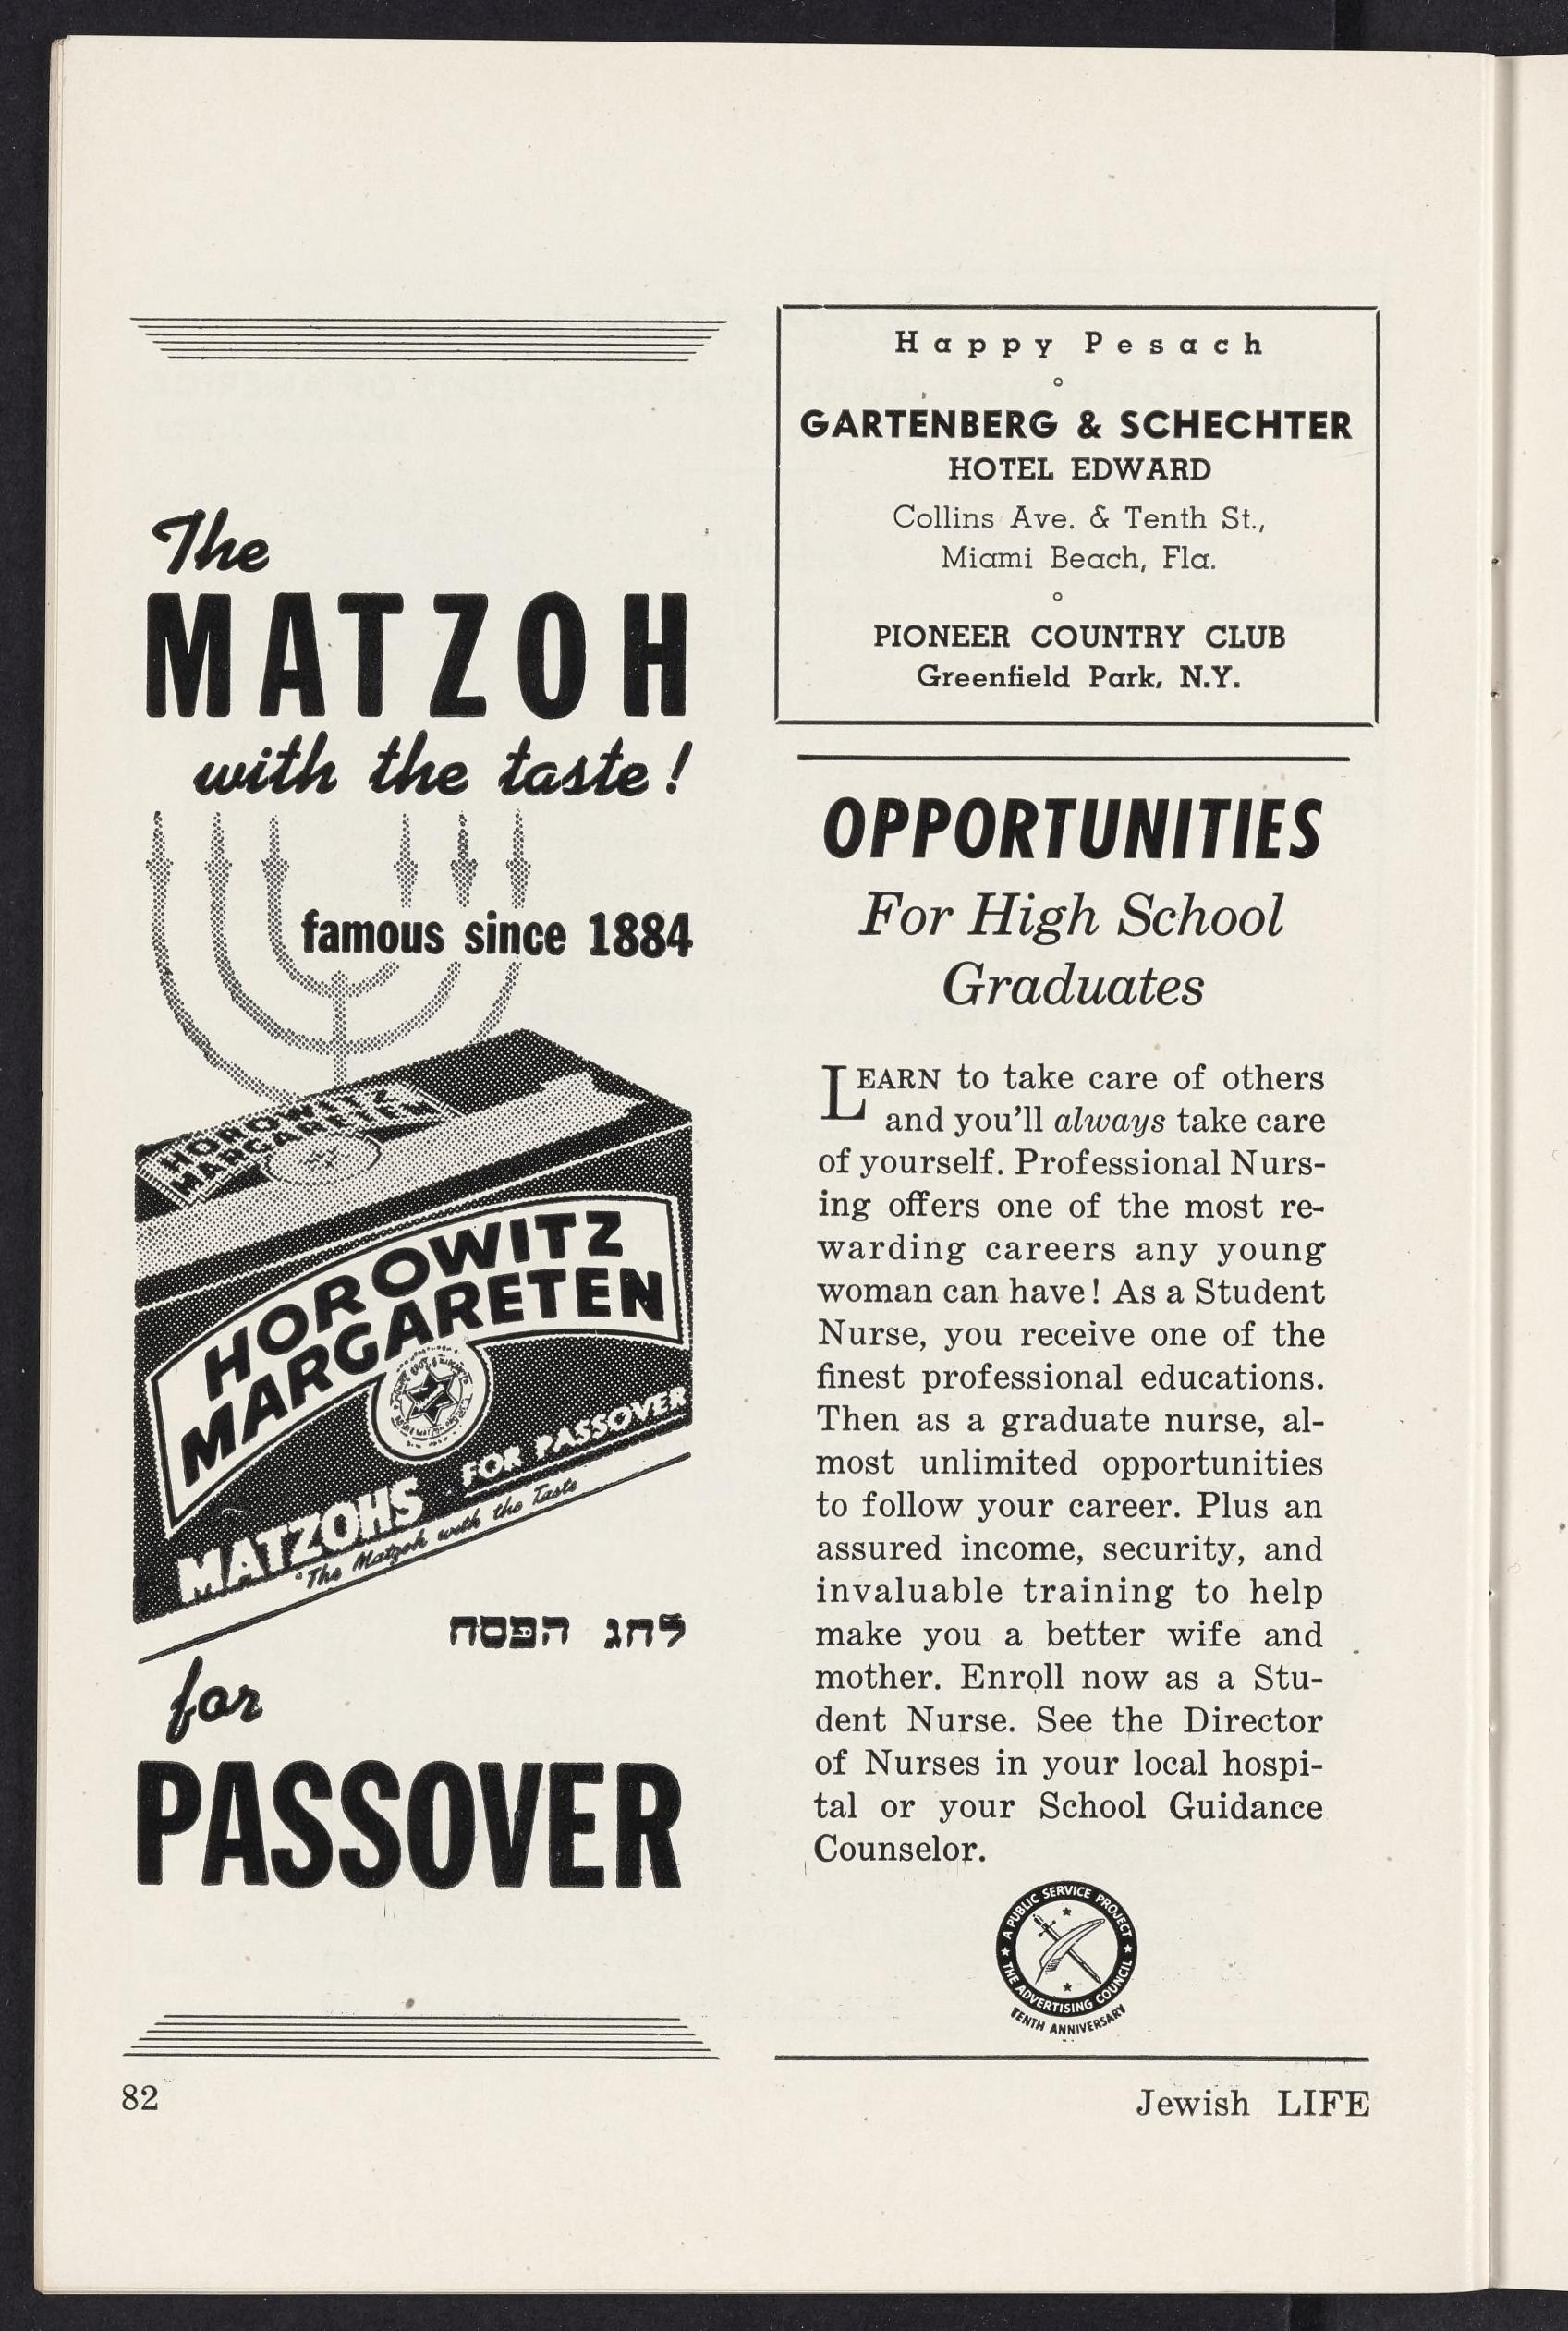 The
MATZOH
with the taste!
famous since 1884
HOROWITZ
MARGARETEN
HOROWITZ
MARGARETEN
MATZOHS FOR PASSOVER
"The Matzoh with the Taste
לחג הפסח
for
PASSOVER
Happy Pesach
GARTENBERG & SCHECHTER
HOTEL EDWARD
Collins Ave. & Tenth St.,
Miami Beach, Fla.
PIONEER COUNTRY CLUB
Greenfield Park, N.Y.
OPPORTUNITIES
For High School
Graduates
LEARN to take care of others
and you'll always take care
of yourself. Professional Nurs-
ing offers one of the most re-
warding careers any young
woman can have! As a Student
Nurse, you receive one of the
finest professional educations.
Then as a graduate nurse, al-
most unlimited opportunities
to follow your career. Plus an
assured income, security, and
invaluable training to help
make you a better wife and
mother. Enroll now as a Stu-
dent Nurse. See the Director
of Nurses in your local hospi-
tal or your School Guidance
Counselor.
A PUBLIC SERVICE PROJECT
THE ADVERTISING COUNCIL
TENTH ANNIVERSARY
82
Jewish LIFE